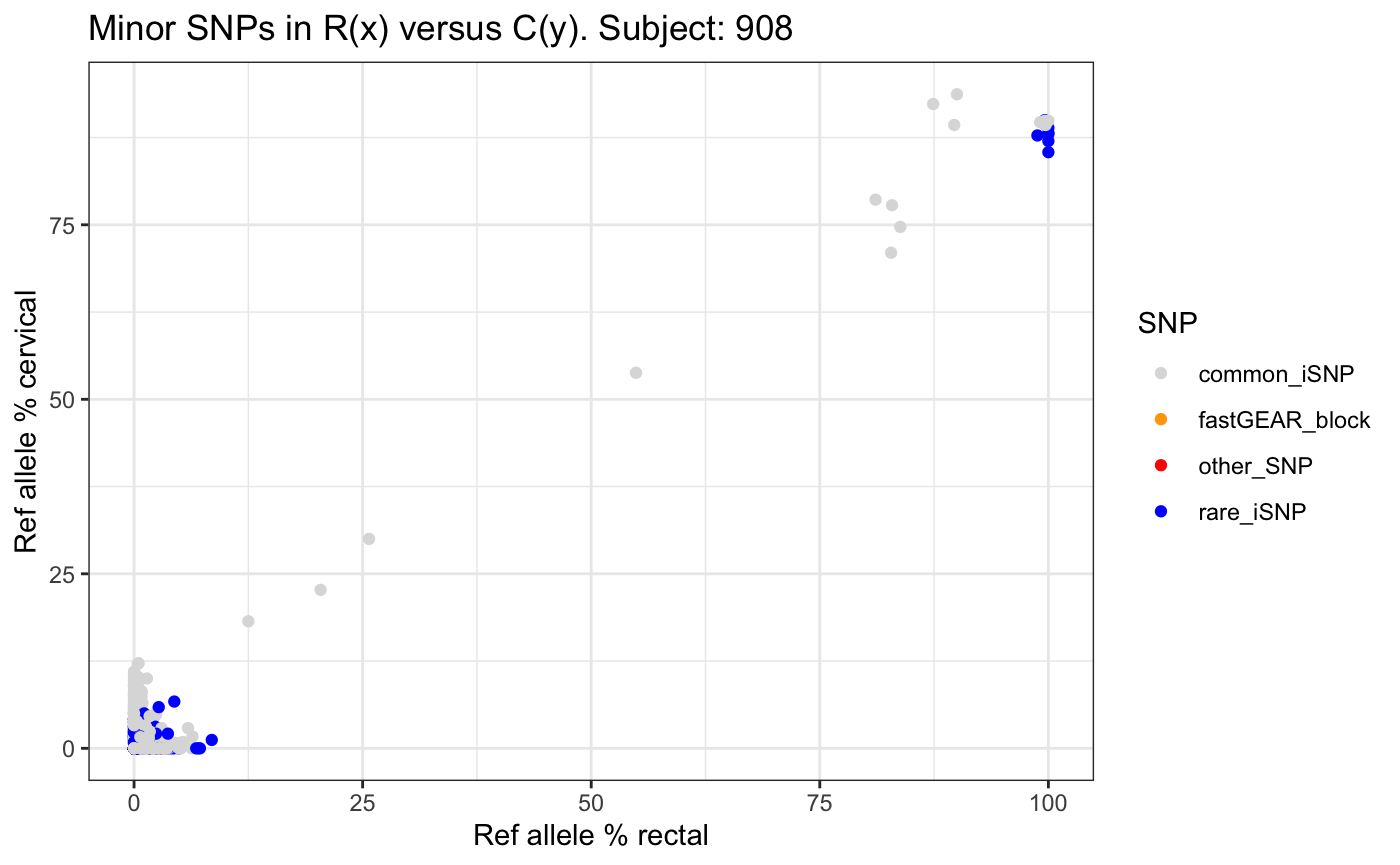 Minor SNPs in R(x) versus C(y). Subject: 908
Ref allele % cervical
75
50
25
0
0 25 50 75 100
Ref allele % rectal
SNP
common_iSNP
fastGEAR_block
other_SNP
rare_iSNP